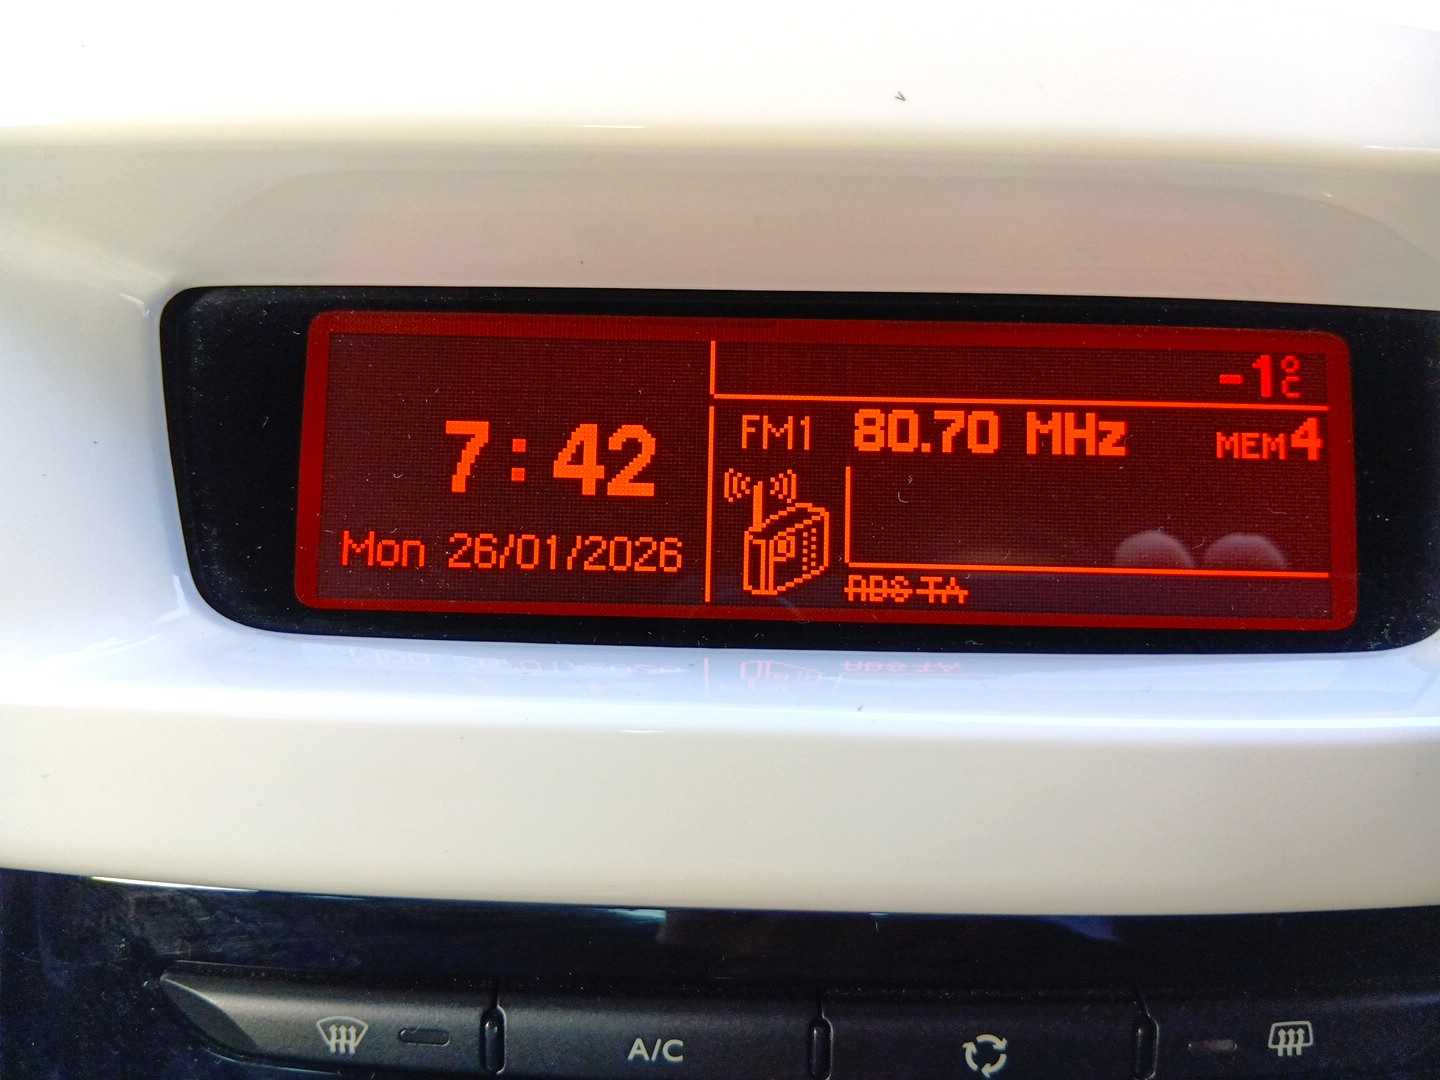 -1°C
FM1 80.70 MHz MEM4
7:42
Mon 26/01/2026
RDS TA
A/C